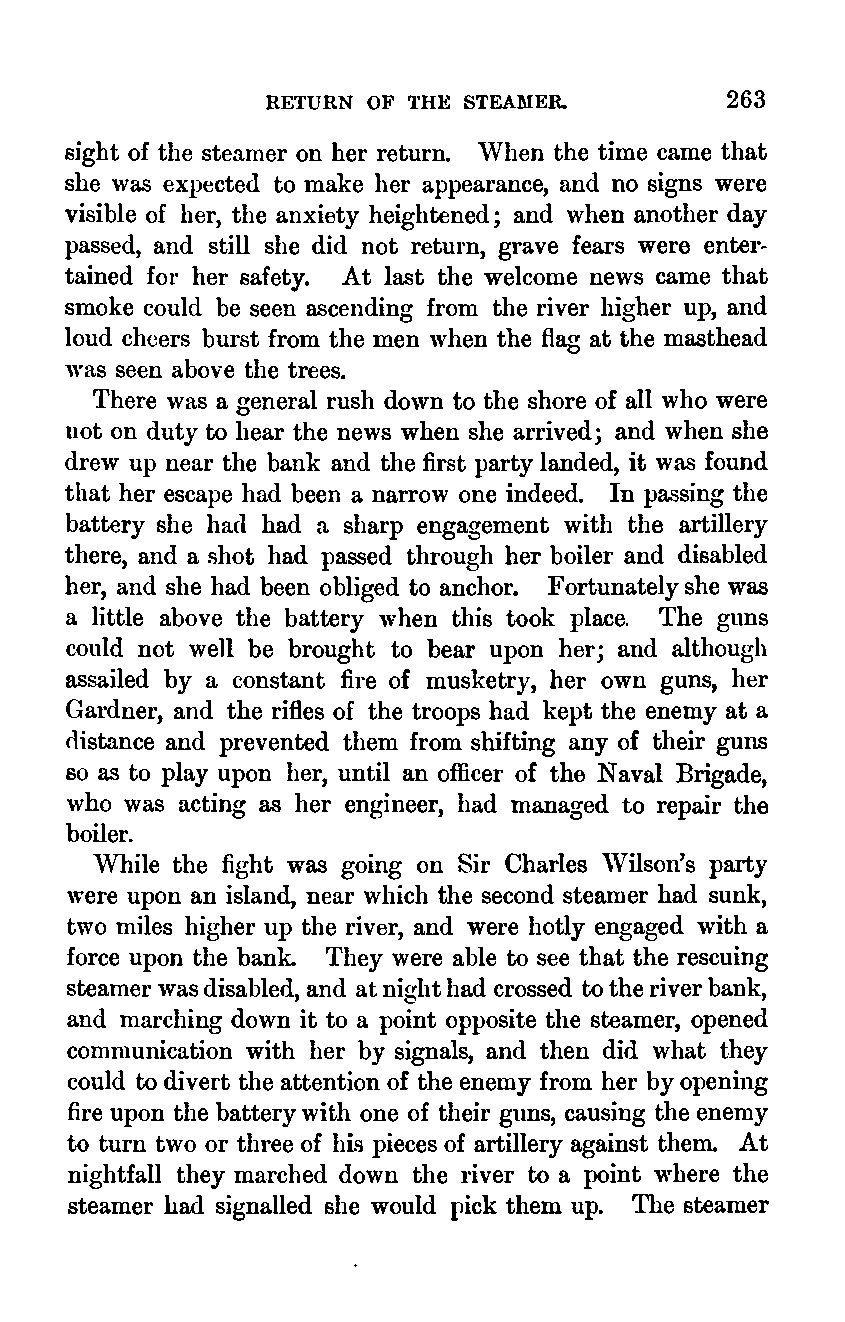 RETURN OF THE STEAMER. 263
sight of the steamer on her return. When the time came that
she was expected to make her appearance, and no signs were
visible of her, the anxiety heightened; and when another day
passed, and still she did not return, grave fears were enter-
tained for her safety. At last the welcome news came that
smoke could be seen ascending from the river higher up, and
loud cheers burst from the men when the flag at the masthead
was seen above the trees.
There was a general rush down to the shore of all who were
not on duty to hear the news when she arrived; and when she
drew up near the bank and the first party landed, it was found
that her escape had been a narrow one indeed. In passing the
battery she had had a sharp engagement with the artillery
there, and a shot had passed through her boiler and disabled
her, and she had been obliged to anchor. Fortunately she was
a little above the battery when this took place. The guns
could not well be brought to bear upon her; and although
assailed by a constant fire of musketry, her own guns, her
Gardner, and the rifles of the troops had kept the enemy at a
distance and prevented them from shifting any of their guns
so as to play upon her, until an officer of the Naval Brigade,
who was acting as her engineer, had managed to repair the
boiler.
While the fight was going on Sir Charles Wilson's party
were upon an island, near which the second steamer had sunk,
two miles higher up the river, and were hotly engaged with a
force upon the bank. They were able to see that the rescuing
steamer was disabled, and at night had crossed to the river bank,
and marching down it to a point opposite the steamer, opened
communication with her by signals, and then did what they
could to divert the attention of the enemy from her by opening
fire upon the battery with one of their guns, causing the enemy
to turn two or three of his pieces of artillery against them. At
nightfall they marched down the river to a point where the
steamer had signalled she would pick them up. The steamer